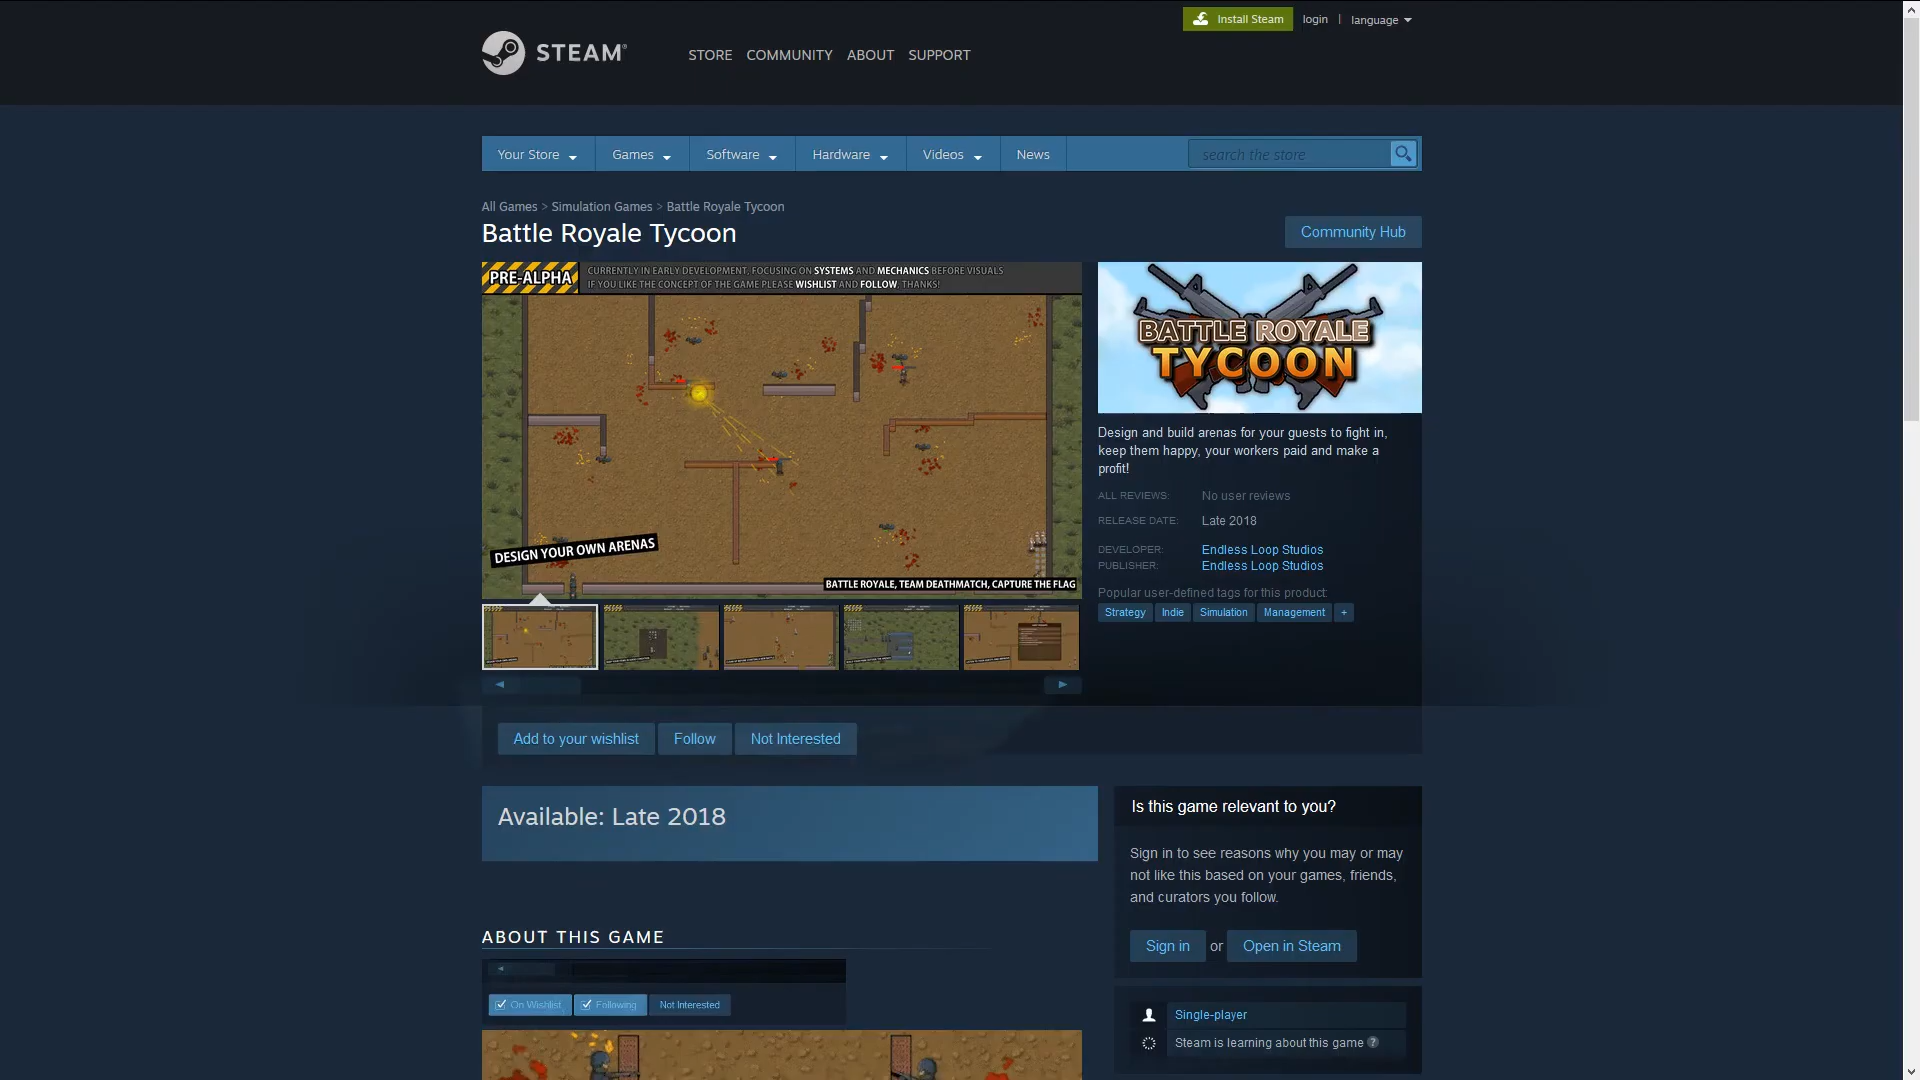 Install Steam login | language
STEAM®
STORE COMMUNITY ABOUT SUPPORT
Your Store Games Software Hardware Videos News search the store
All Games > Simulation Games > Battle Royale Tycoon
Battle Royale Tycoon
Community Hub
PRE-ALPHA
CURRENTLY IN EARLY DEVELOPMENT, FOCUSING ON SYSTEMS AND MECHANICS BEFORE VISUALS
IF YOU LIKE THE CONCEPT OF THE GAME PLEASE WISHLIST AND FOLLOW. THANKS!
DESIGN YOUR OWN ARENAS
BATTLE ROYALE, TEAM DEATHMATCH, CAPTURE THE FLAG
BATTLE ROYALE
TYCOON
Design and build arenas for your guests to fight in,
keep them happy, your workers paid and make a
profit!
ALL REVIEWS: No user reviews
RELEASE DATE: Late 2018
DEVELOPER: Endless Loop Studios
PUBLISHER: Endless Loop Studios
Popular user-defined tags for this product:
Strategy Indie Simulation Management +
Add to your wishlist Follow Not Interested
Available: Late 2018
Is this game relevant to you?
Sign in to see reasons why you may or may
not like this based on your games, friends,
and curators you follow.
Sign in or Open in Steam
ABOUT THIS GAME
On Wishlist Following Not Interested
Single-player
Steam is learning about this game ?